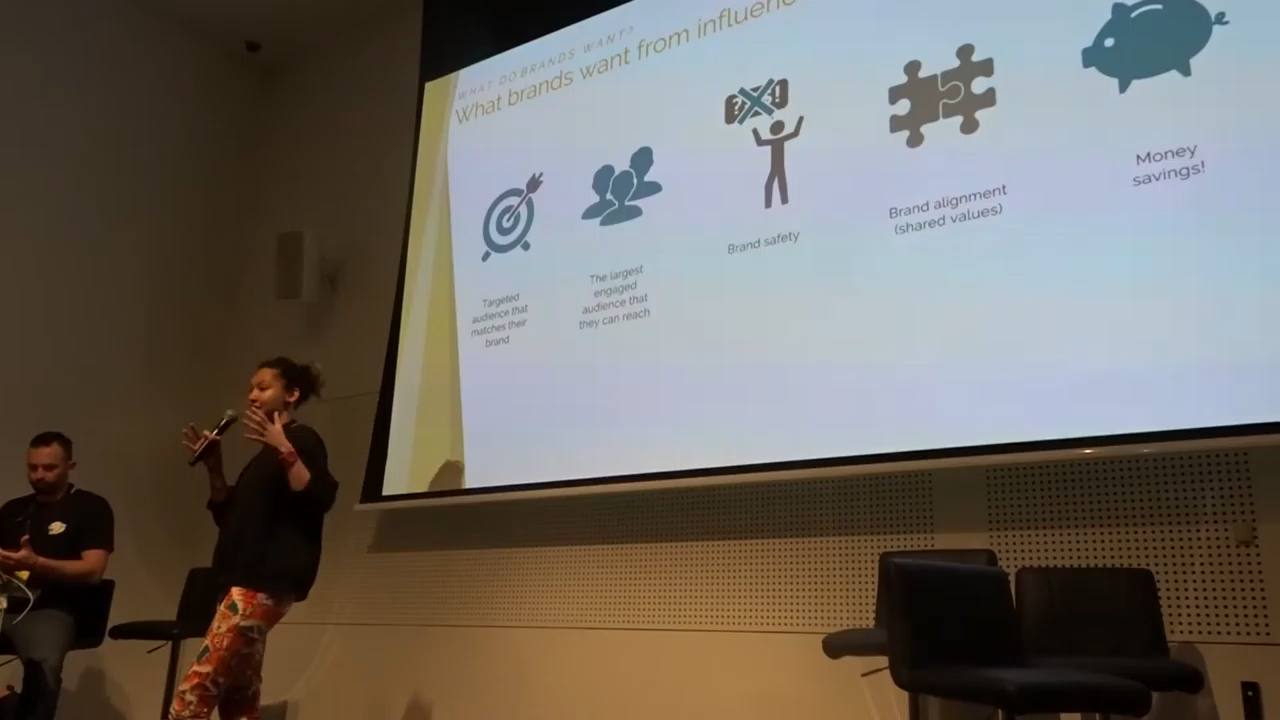 WHAT DO BRANDS WANT?
What brands want from influenc
Targeted
audience that
matches their
brand
The largest
engaged
audience that
they can reach
?
!
Brand safety
Brand alignment
(shared values)
Money
savings!